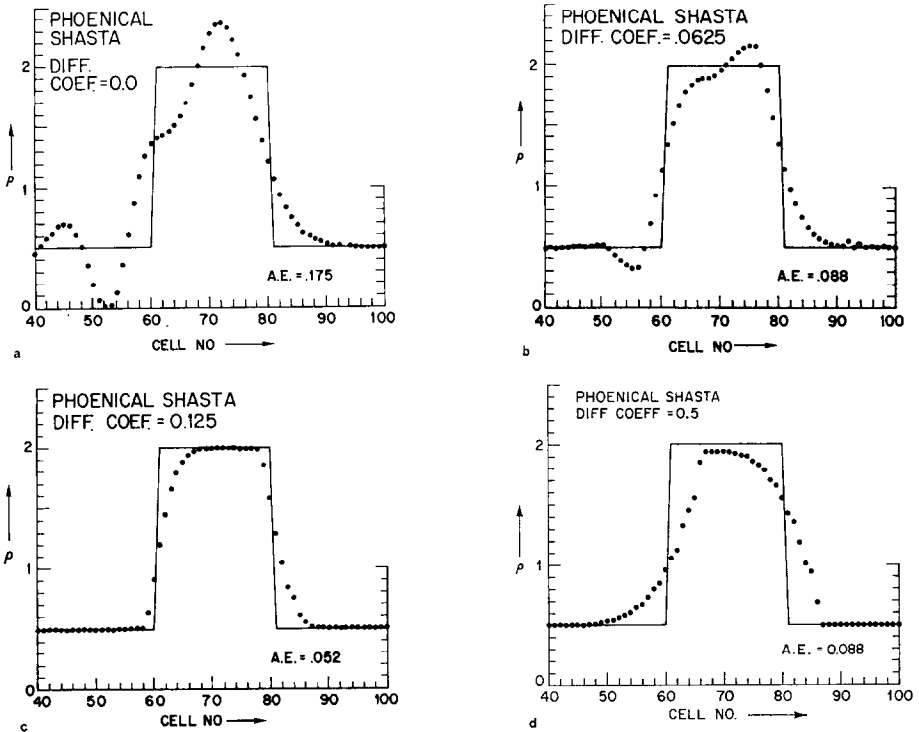 PHOENICAL
SHASTA
DIFF.
COEF.=0.0
2
ρ
1
0
A.E. = .175
40 50 60 70 80 90 100
CELL NO
a
PHOENICAL SHASTA
DIFF. COEF.=.0625
2
ρ
1
0
A.E. = .088
40 50 60 70 80 90 100
CELL NO
b
PHOENICAL SHASTA
DIFF. COEF. = 0.125
2
ρ
1
0
A.E. = .052
40 50 60 70 80 90 100
CELL NO
c
PHOENICAL SHASTA
DIFF COEFF = 0.5
2
ρ
1
0
A.E. = 0.088
40 50 60 70 80 90 100
CELL NO.
d